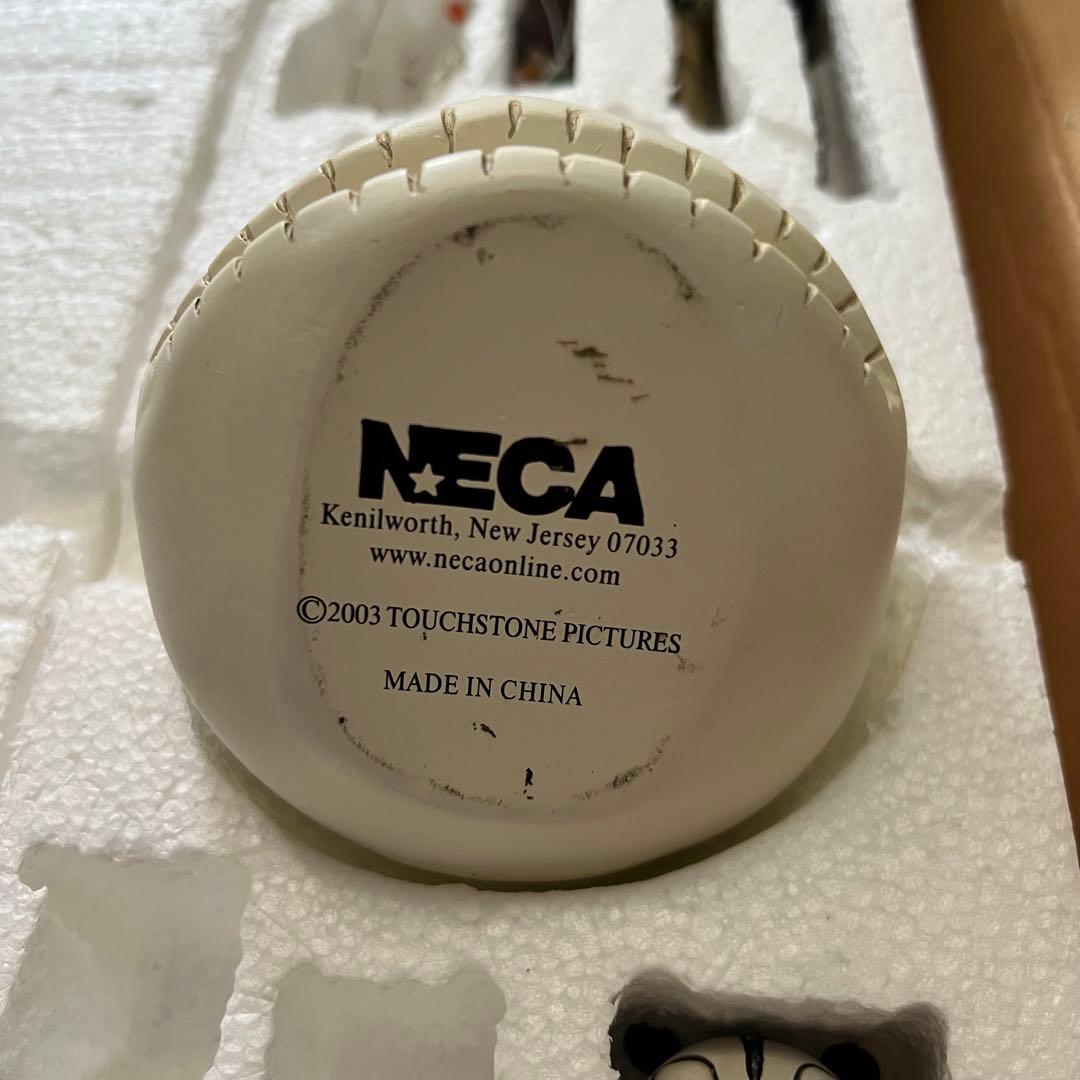 NECA
Kenilworth, New Jersey 07033
www.necaonline.com
©2003 TOUCHSTONE PICTURES
MADE IN CHINA